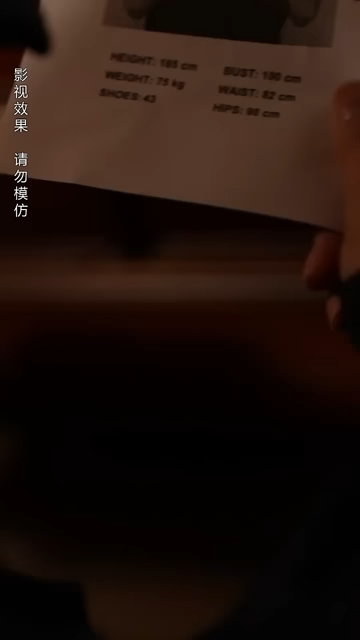 影视效果 请勿模仿
HEIGHT: 185 cm
WEIGHT: 75 kg
SHOES: 43
BUST: 100 cm
WAIST: 82 cm
HIPS: 98 cm